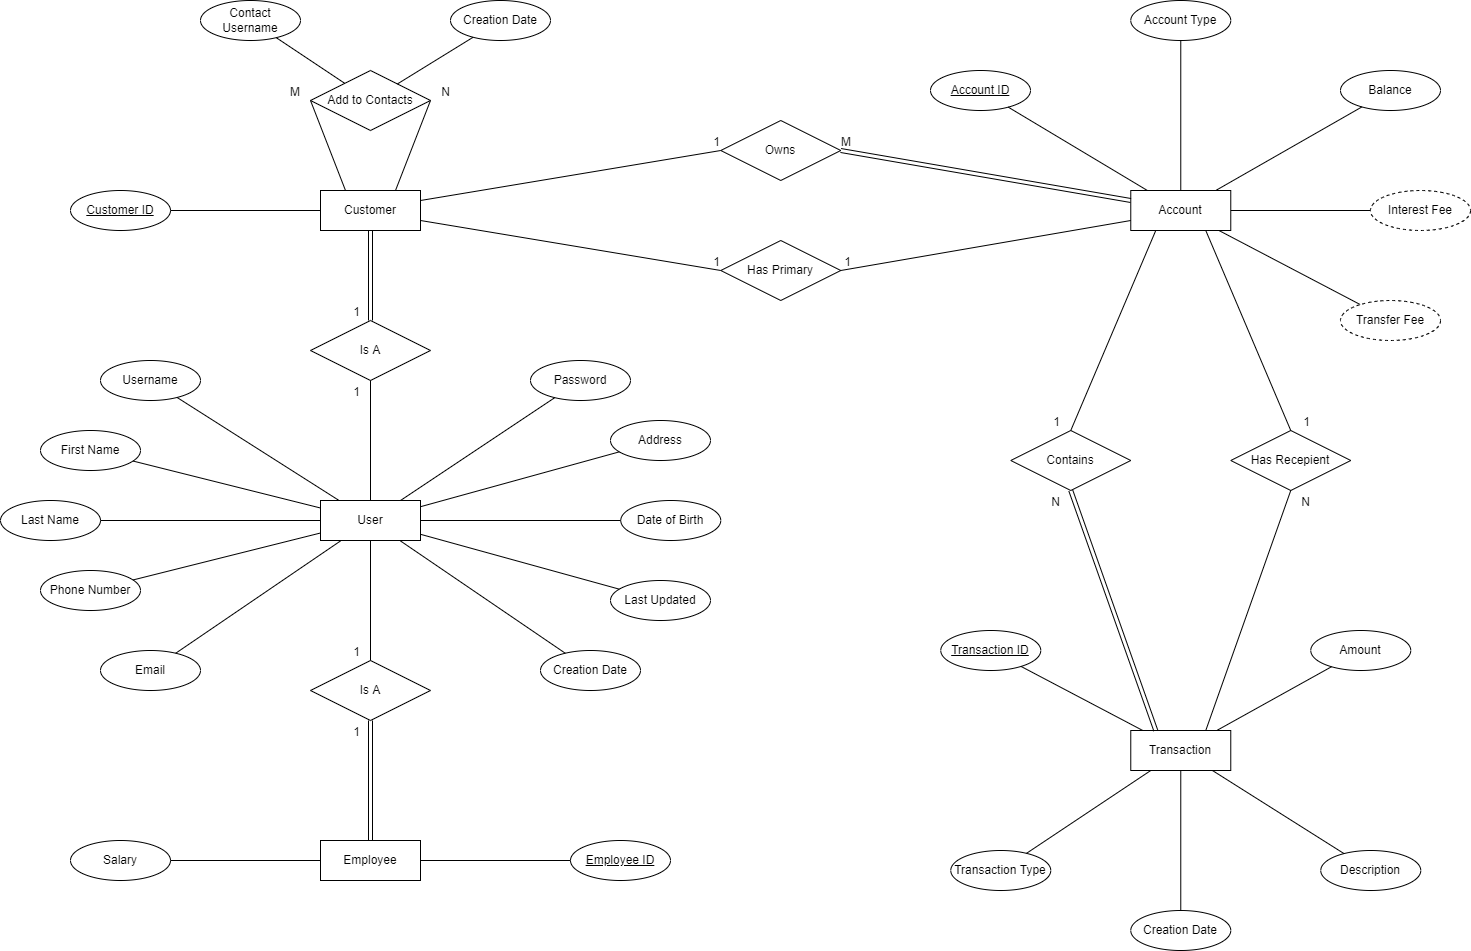 Contact
Username
Creation Date
Account Type
M
Add to Contacts
N
Account ID
Balance
1
Owns
M
Customer ID
Customer
Account
Interest Fee
1
Has Primary
1
Transfer Fee
1
Is A
1
Username
Password
First Name
Address
1
Contains
N
1
Has Recepient
N
Last Name
User
Date of Birth
Phone Number
Last Updated
Email
Creation Date
1
Is A
1
Transaction ID
Amount
Transaction
Salary
Employee
Employee ID
Transaction Type
Description
Creation Date